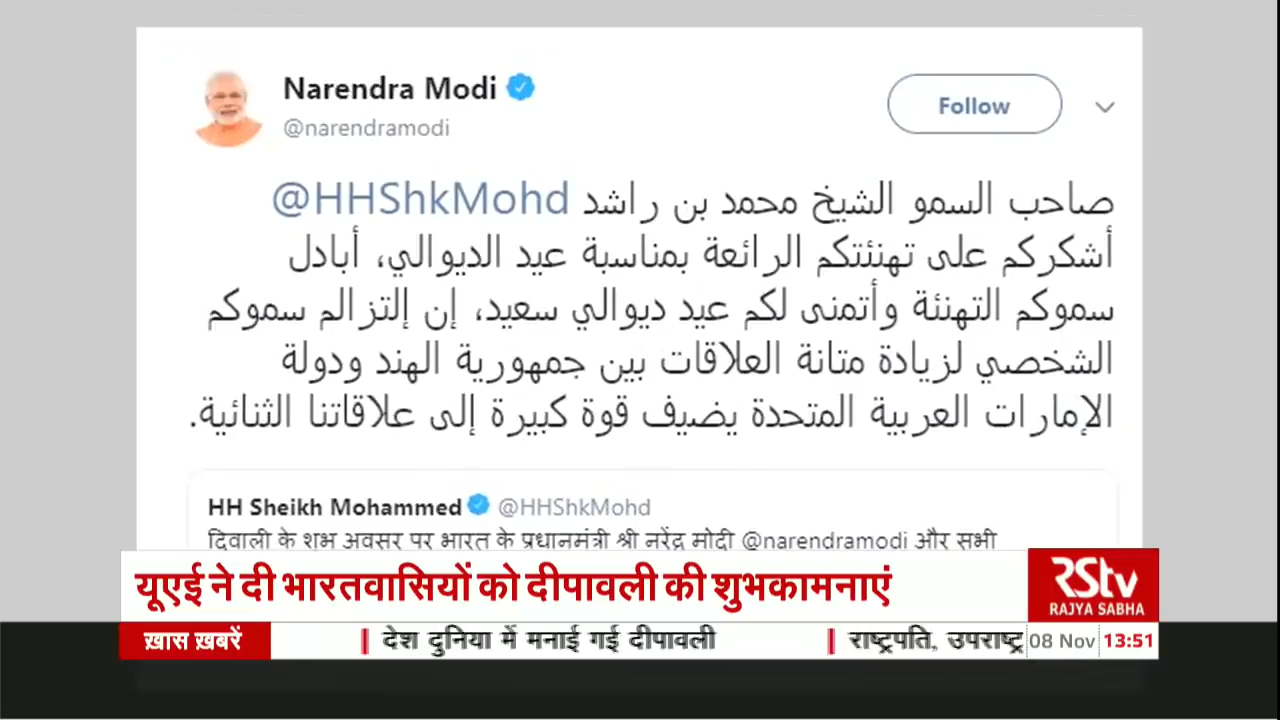 Narendra Modi
@narendramodi
Follow
صاحب السمو الشيخ محمد بن راشد @HHShkMohd
أشكركم على تهنئتكم الرائعة بمناسبة عيد الديوالي، أبادل
سموكم التهنئة وأتمنى لكم عيد ديوالي سعيد، إن إلتزالم سموكم
الشخصي لزيادة متانة العلاقات بين جمهورية الهند ودولة
الإمارات العربية المتحدة يضيف قوة كبيرة إلى علاقاتنا الثنائية.
HH Sheikh Mohammed @HHShkMohd
दिवाली के शुभ अवसर पर भारत के प्रधानमंत्री श्री नरेंद्र मोदी @narendramodi और सभी
यूएई ने दी भारतवासियों को दीपावली की शुभकामनाएं
RSTV
RAJYA SABHA
ख़ास ख़बरें | देश दुनिया में मनाई गई दीपावली | राष्ट्रपति, उपराष्ट्र 08 Nov 13:51